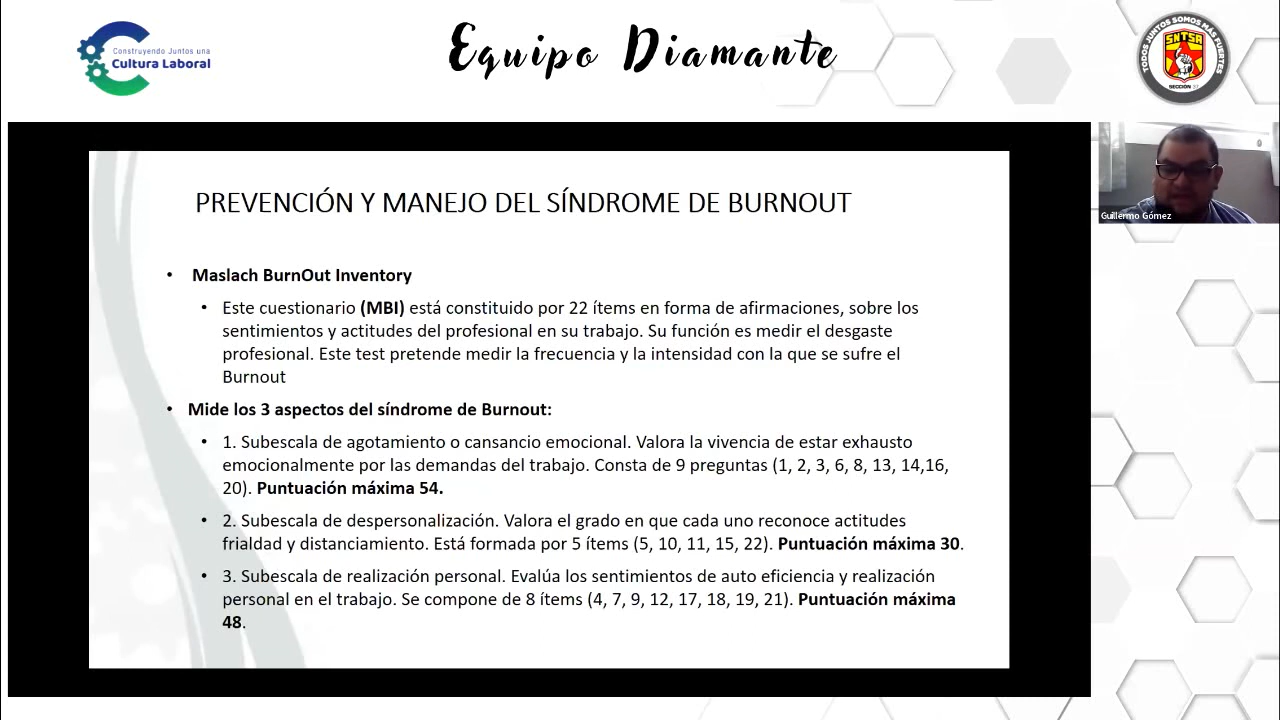 Construyendo Juntos una
Cultura Laboral
Equipo Diamante
TODOS JUNTOS SOMOS MÁS FUERTES
SNTSA
SECCIÓN 37
PREVENCIÓN Y MANEJO DEL SÍNDROME DE BURNOUT
Guillermo Gómez
• Maslach BurnOut Inventory
• Este cuestionario (MBI) está constituido por 22 ítems en forma de afirmaciones, sobre los
sentimientos y actitudes del profesional en su trabajo. Su función es medir el desgaste
profesional. Este test pretende medir la frecuencia y la intensidad con la que se sufre el
Burnout
• Mide los 3 aspectos del síndrome de Burnout:
• 1. Subescala de agotamiento o cansancio emocional. Valora la vivencia de estar exhausto
emocionalmente por las demandas del trabajo. Consta de 9 preguntas (1, 2, 3, 6, 8, 13, 14,16,
20). Puntuación máxima 54.
• 2. Subescala de despersonalización. Valora el grado en que cada uno reconoce actitudes
frialdad y distanciamiento. Está formada por 5 ítems (5, 10, 11, 15, 22). Puntuación máxima 30.
• 3. Subescala de realización personal. Evalúa los sentimientos de auto eficiencia y realización
personal en el trabajo. Se compone de 8 ítems (4, 7, 9, 12, 17, 18, 19, 21). Puntuación máxima
48.